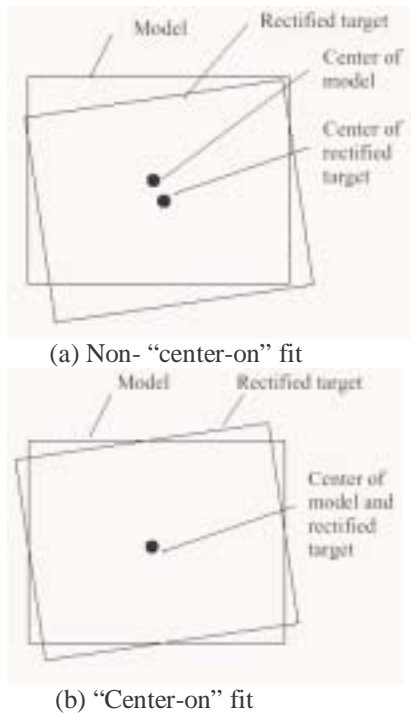 Model
Rectified target
Center of
model
Center of
rectified
target
(a) Non- “center-on” fit
Model
Rectified target
Center of
model and
rectified
target
(b) “Center-on” fit